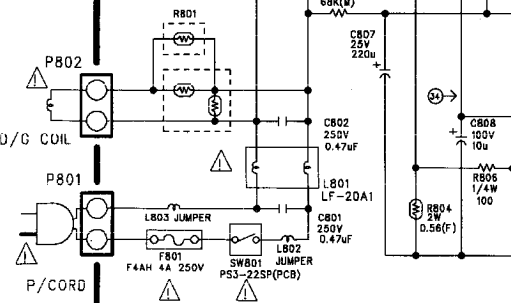 68K(M)
R801
C807
25V
220u
P802
34
D/G COIL
C802
250V
0.47uF
C808
100V
10u
P801
L801
LF-20A1
R806
1/4W
100
R804
2W
0.56(F)
L803 JUMPER
C801
250V
0.47uF
F801
F4AH 4A 250V
SW801
PS3-22SP(PCB)
L802
JUMPER
P/CORD